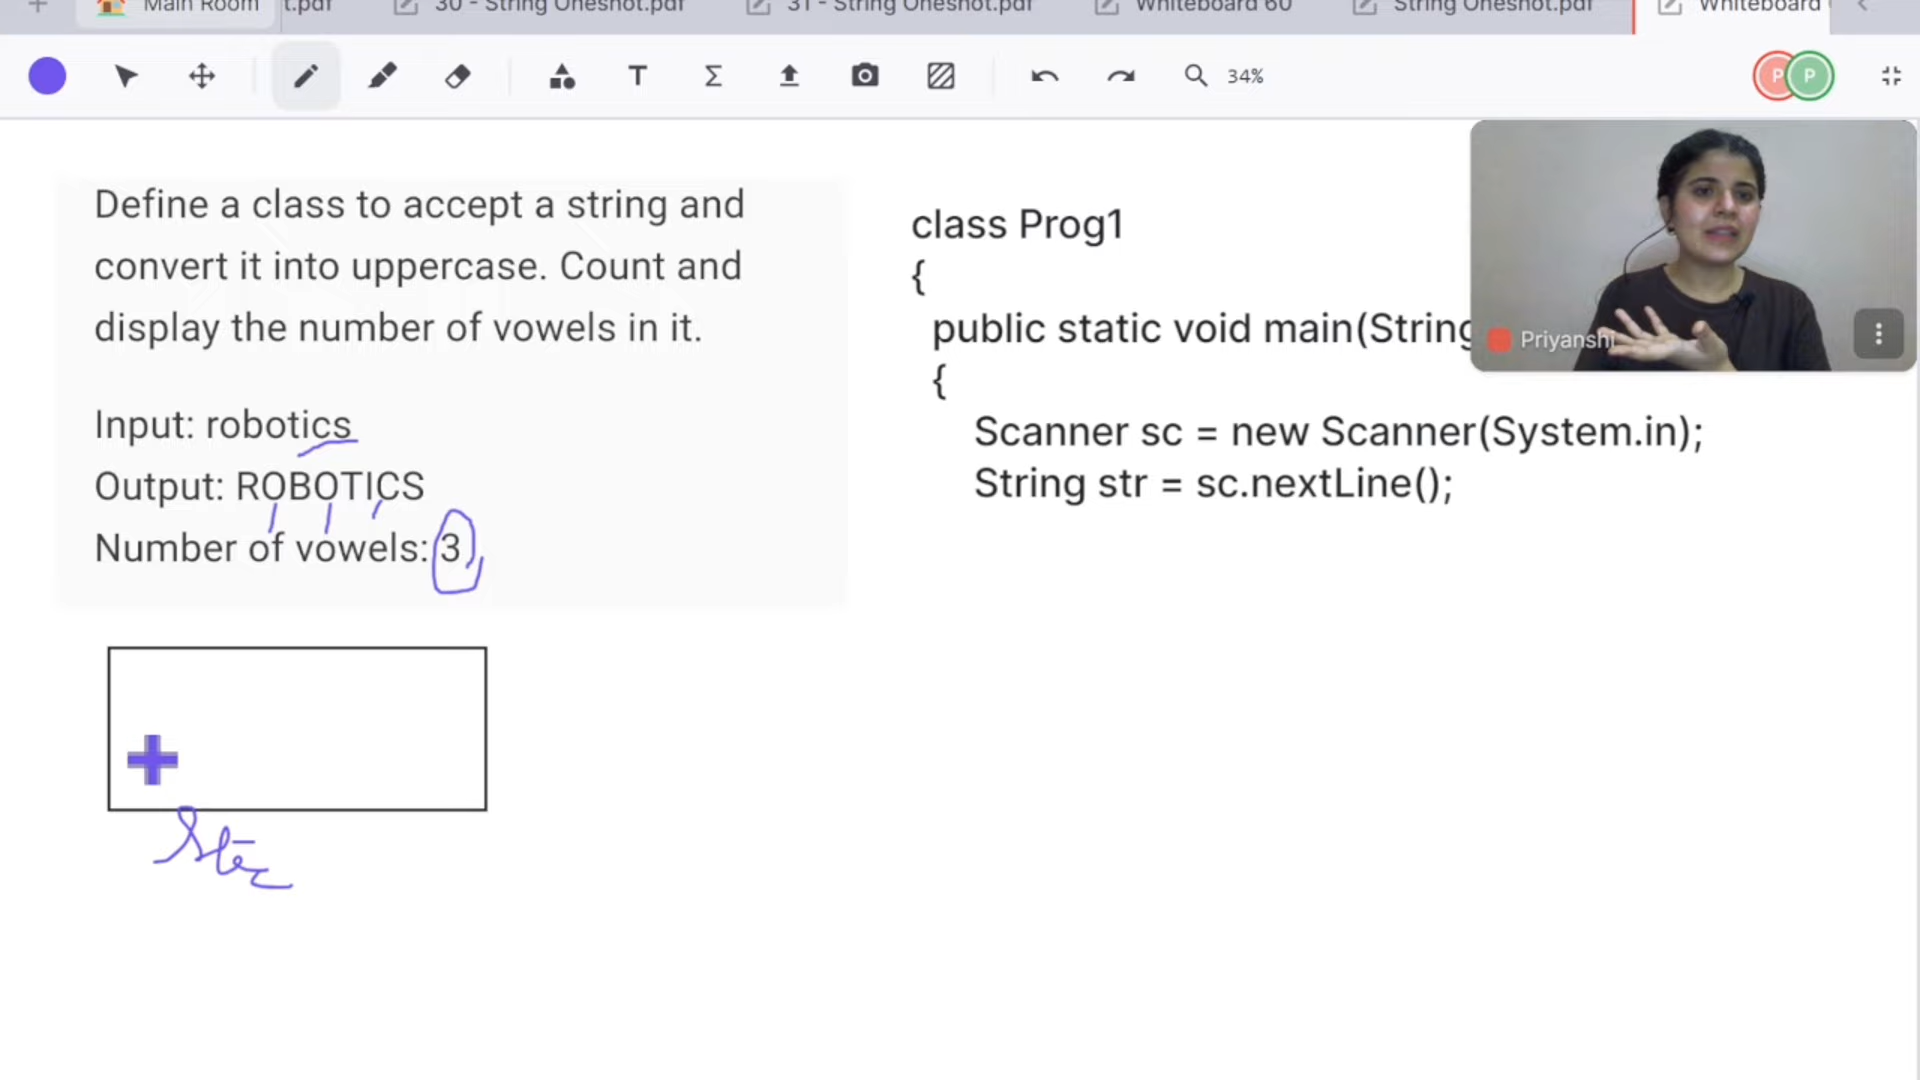 Main Room
t.pdf
30 - String Oneshot.pdf
31 - String Oneshot.pdf
Whiteboard 60
String Oneshot.pdf
Whiteboard
T
Σ
34%
P
P
Define a class to accept a string and
convert it into uppercase. Count and
display the number of vowels in it.
Input: robotics
Output: ROBOTICS
Number of vowels: 3
Str
class Prog1
{
public static void main(String
{
Scanner sc = new Scanner(System.in);
String str = sc.nextLine();
Priyanshi